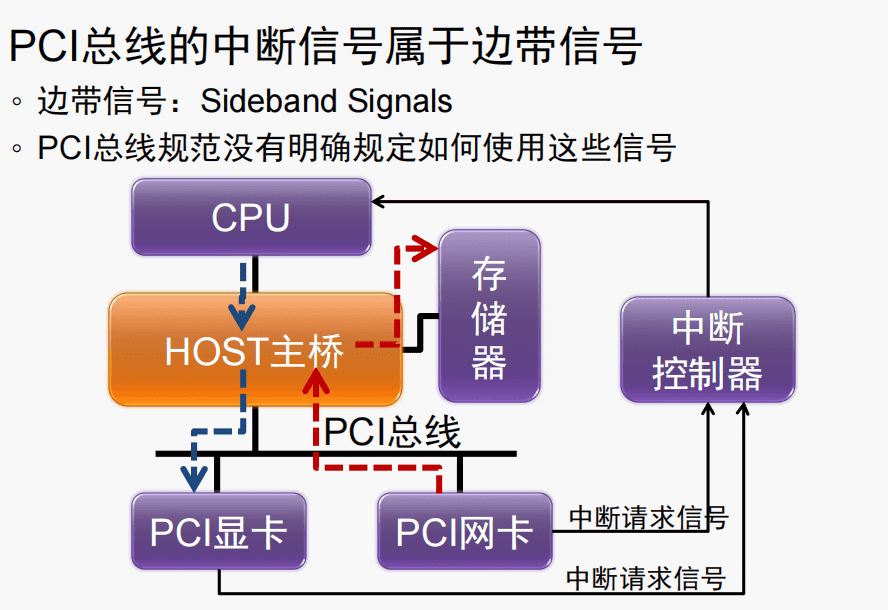 PCI总线的中断信号属于边带信号
◦ 边带信号：Sideband Signals
◦ PCI总线规范没有明确规定如何使用这些信号
CPU
存
储
器
HOST主桥
中断
控制器
PCI总线
PCI显卡
PCI网卡
中断请求信号
中断请求信号